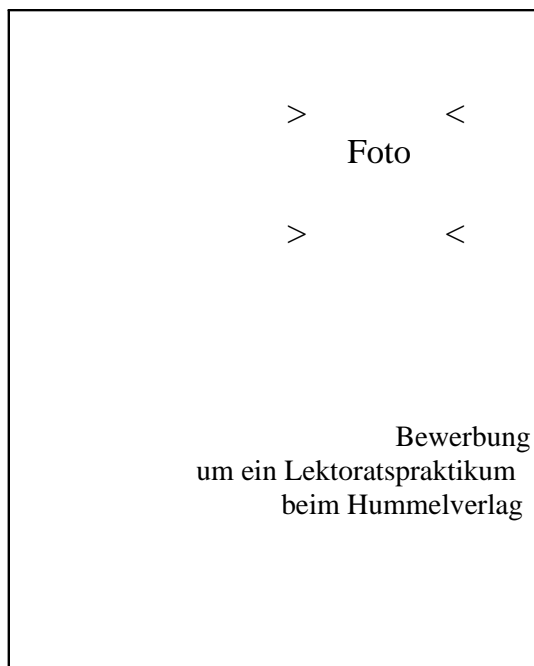 > <
Foto
> <
Bewerbung
um ein Lektoratspraktikum
beim Hummelverlag